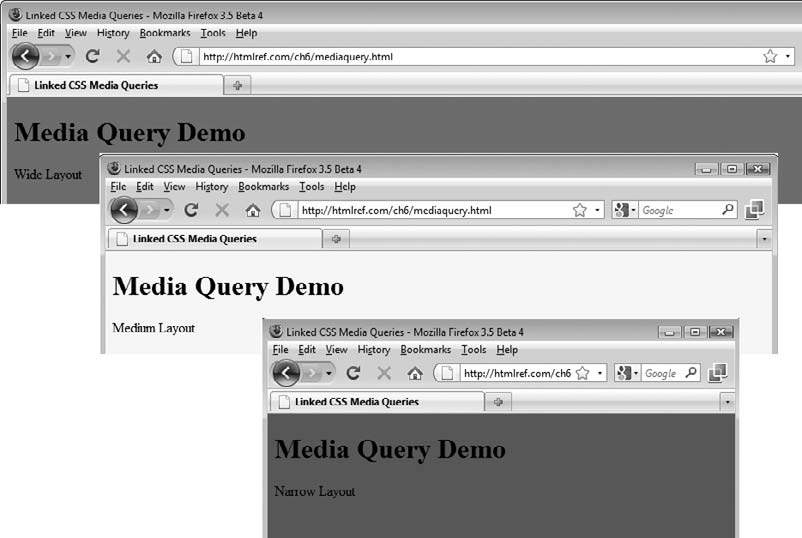 Linked CSS Media Queries - Mozilla Firefox 3.5 Beta 4
File Edit View History Bookmarks Tools Help
http://htmlref.com/ch6/mediaquery.html
Linked CSS Media Queries
Media Query Demo
Wide Layout
Linked CSS Media Queries - Mozilla Firefox 3.5 Beta 4
File Edit View History Bookmarks Tools Help
http://htmlref.com/ch6/mediaquery.html Google
Linked CSS Media Queries
Media Query Demo
Medium Layout
Linked CSS Media Queries - Mozilla Firefox 3.5 Beta 4
File Edit View History Bookmarks Tools Help
http://htmlref.com/ch6 Google
Linked CSS Media Queries
Media Query Demo
Narrow Layout